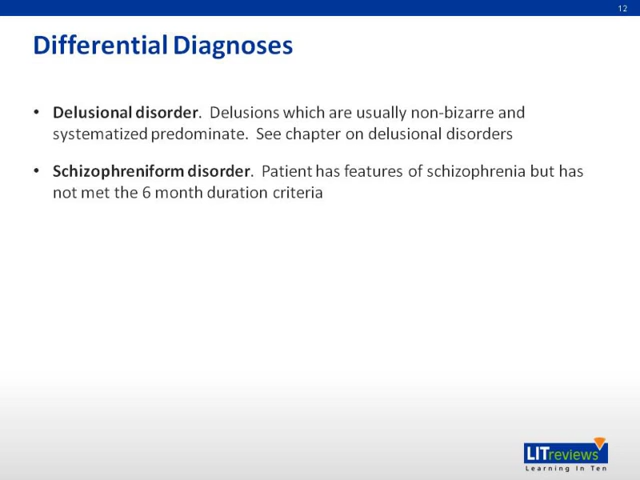 12
Differential Diagnoses
• Delusional disorder. Delusions which are usually non-bizarre and
systematized predominate. See chapter on delusional disorders
• Schizophreniform disorder. Patient has features of schizophrenia but has
not met the 6 month duration criteria
LITreviews
Learning In Ten